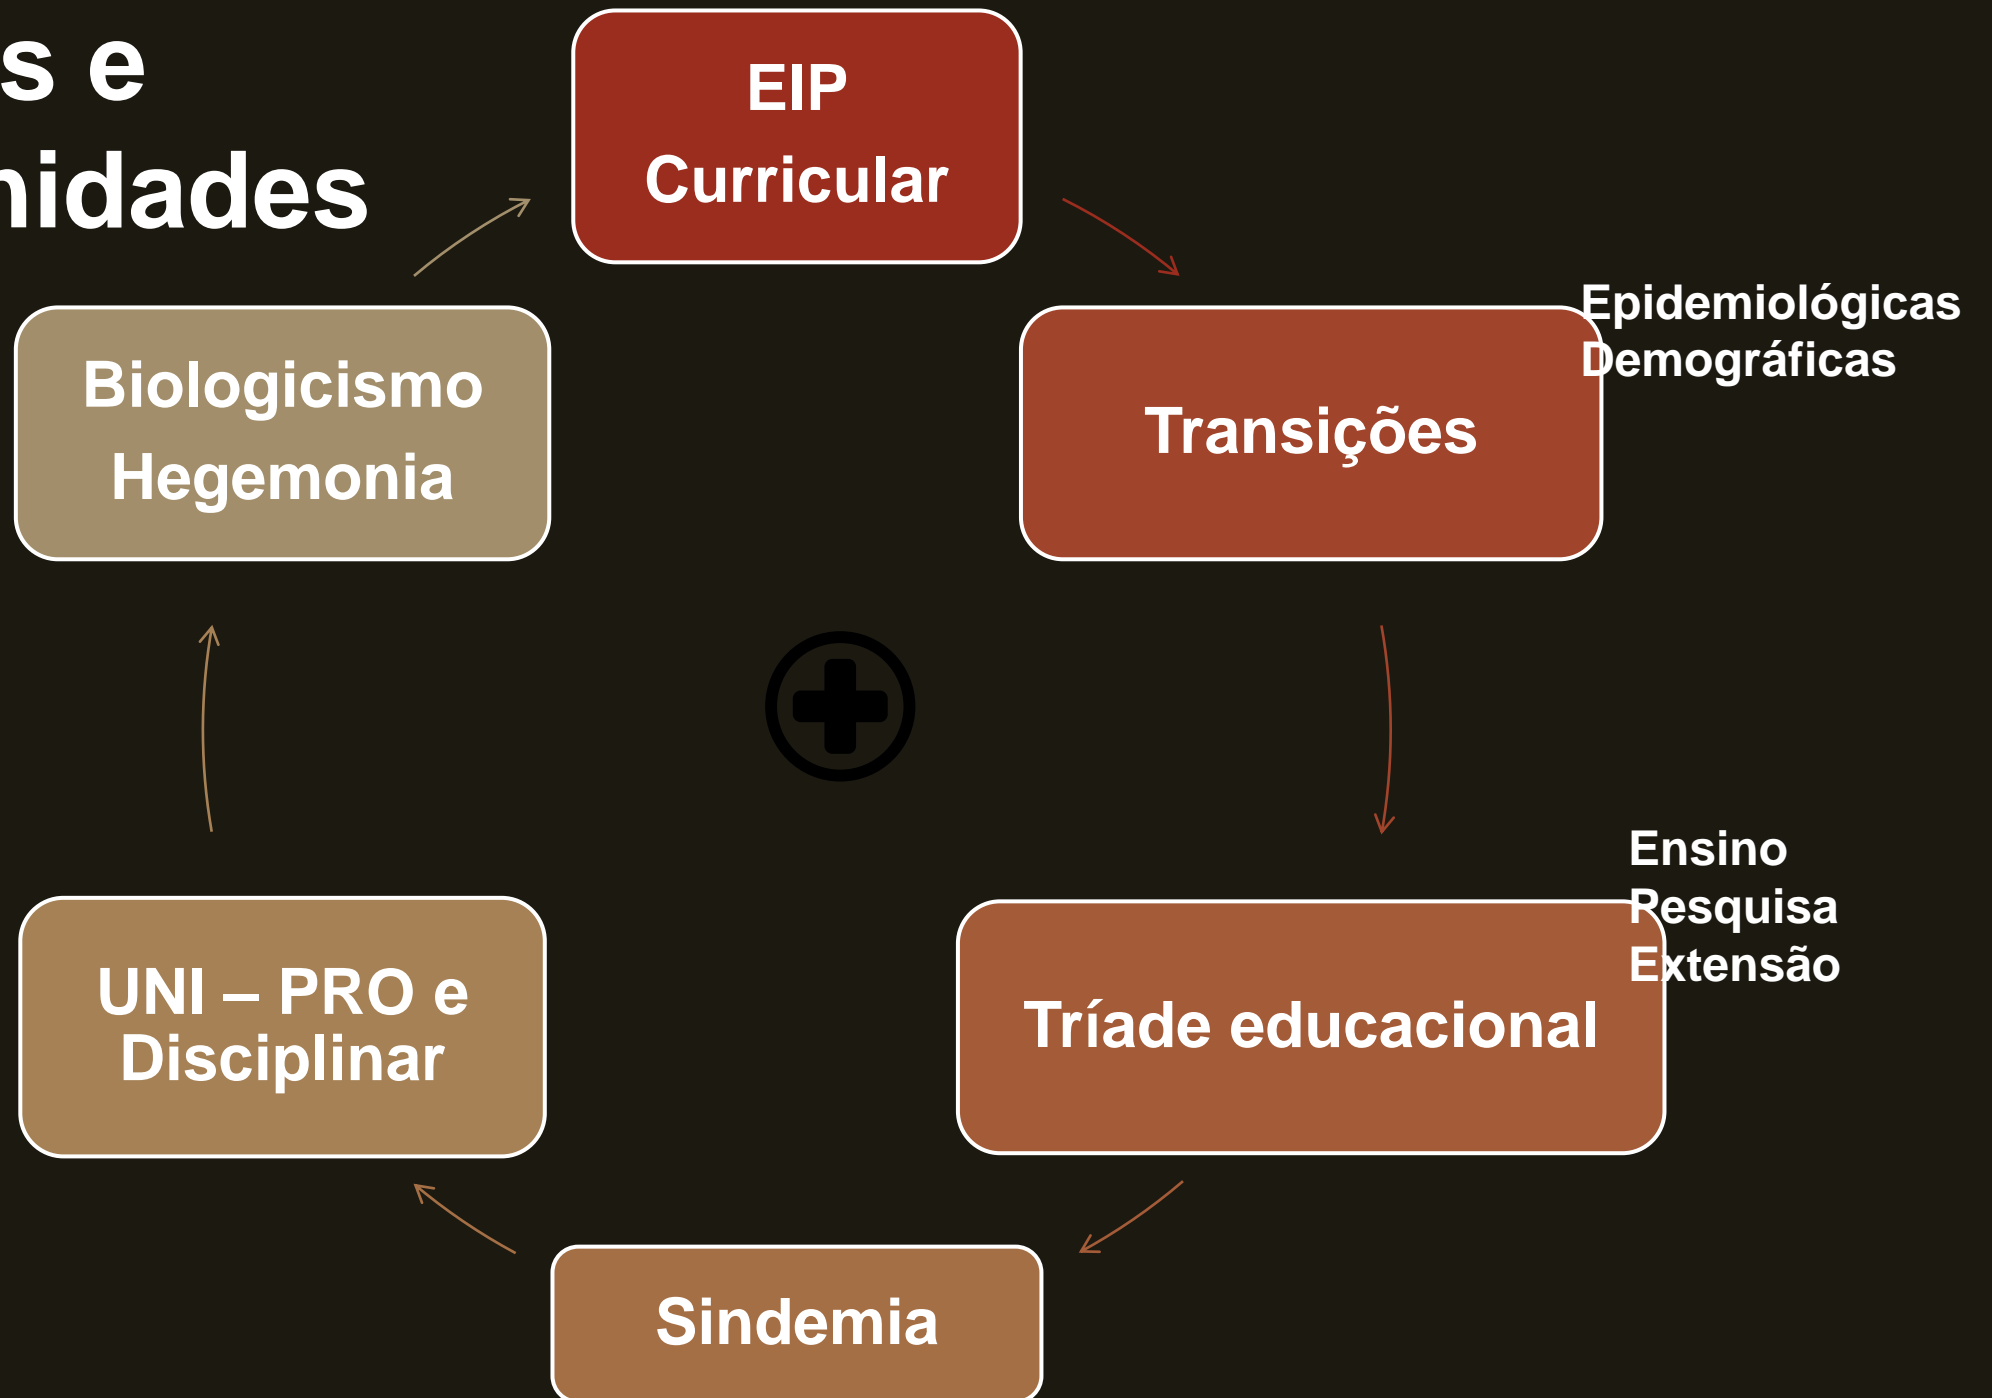 s e
nidades
EIP
Curricular
Epidemiológicas
Demográficas
Transições
Ensino
Pesquisa
Extensão
Tríade educacional
Sindemia
UNI – PRO e
Disciplinar
Biologicismo
Hegemonia